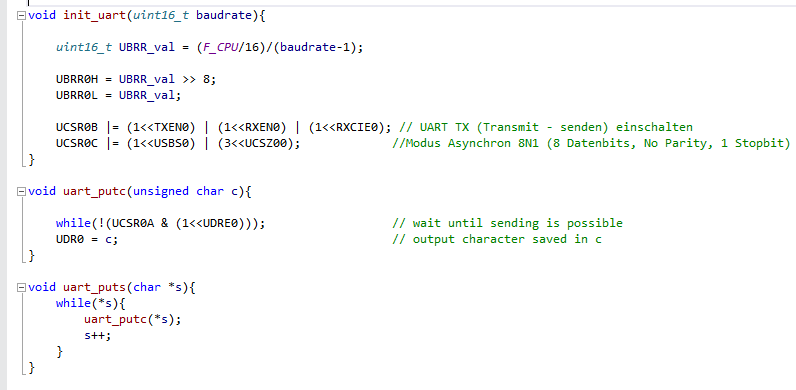 void init_uart(uint16_t baudrate){
uint16_t UBRR_val = (F_CPU/16)/(baudrate-1);
UBRR0H = UBRR_val >> 8;
UBRR0L = UBRR_val;
UCSR0B |= (1<<TXEN0) | (1<<RXEN0) | (1<<RXCIE0); // UART TX (Transmit - senden) einschalten
UCSR0C |= (1<<USBS0) | (3<<UCSZ00); //Modus Asynchron 8N1 (8 Datenbits, No Parity, 1 Stopbit)
}
void uart_putc(unsigned char c){
while(!(UCSR0A & (1<<UDRE0))); // wait until sending is possible
UDR0 = c; // output character saved in c
}
void uart_puts(char *s){
while(*s){
uart_putc(*s);
s++;
}
}